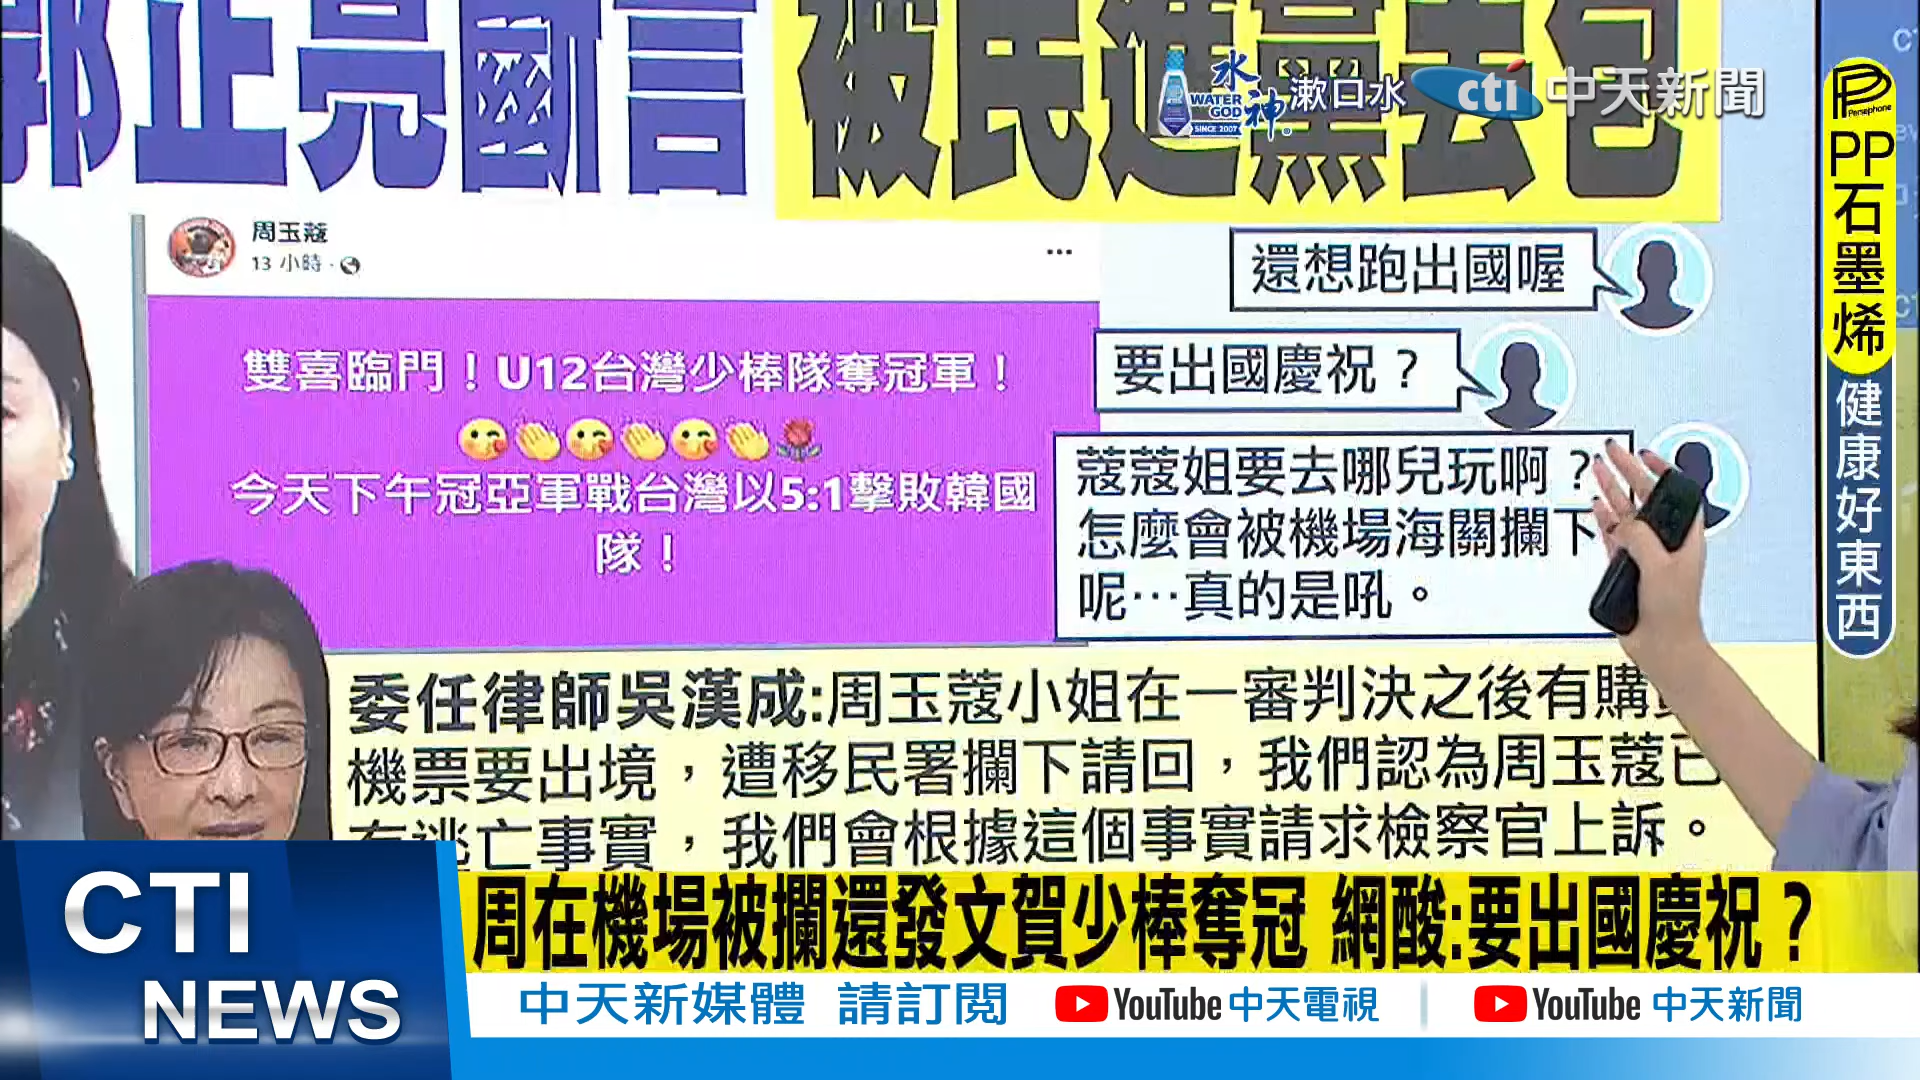 郭正亮斷言 被民進黨丟包
水神
WATER GOD
SINCE 2007
漱口水
cti 中天新聞
Persephone
PP石墨烯
健康好東西
周玉蔻
13 小時
雙喜臨門！U12台灣少棒隊奪冠軍！
今天下午冠亞軍戰台灣以5:1擊敗韓國
隊！
還想跑出國喔
要出國慶祝？
蔻蔻姐要去哪兒玩啊？
怎麼會被機場海關攔下
呢…真的是吼。
委任律師吳漢成:周玉蔻小姐在一審判決之後有購買
機票要出境，遭移民署攔下請回，我們認為周玉蔻已
有逃亡事實，我們會根據這個事實請求檢察官上訴。
周在機場被攔還發文賀少棒奪冠 網酸:要出國慶祝？
CTI
NEWS
中天新媒體 請訂閱 YouTube 中天電視 YouTube 中天新聞